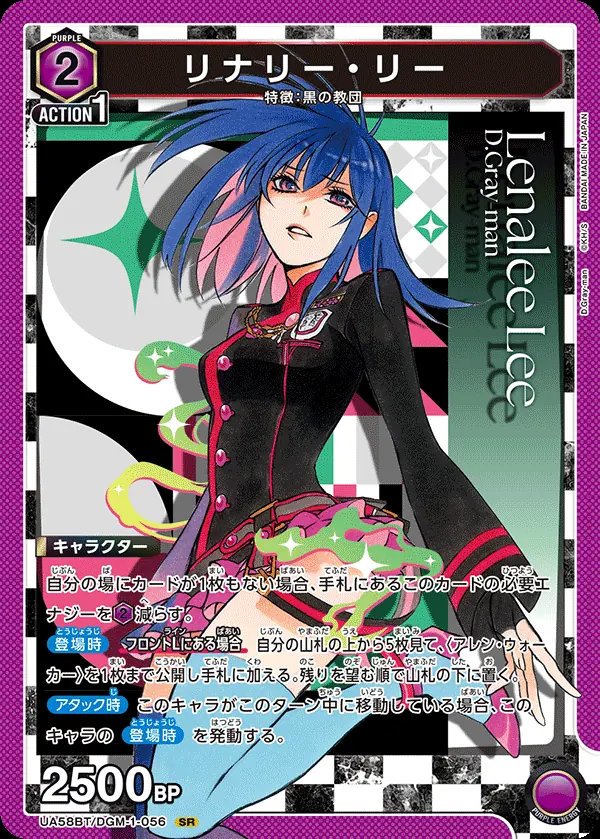 PURPLE
2
ACTION1
リナリー・リー
特徴:黒の教団
Lenalee Lee
D.Gray-man
D.Gray-man ©KH/S BANDAI MADE IN JAPAN
キャラクター
自分の場にカードが1枚もない場合、手札にあるこのカードの必要エ
ナジーを2減らす。
登場時 フロントLにある場合 自分の山札の上から5枚見て、〈アレン・ウォー
カー〉を1枚まで公開し手札に加える。残りを望む順で山札の下に置く。
アタック時 このキャラがこのターン中に移動している場合、この
キャラの 登場時 を発動する。
2500BP
UA58BT/DGM-1-056 SR
PURPLE ENERGY